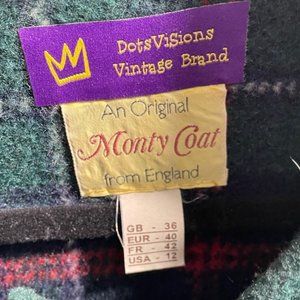 DotsViSions
Vintage Brand
An Original
Monty Coat
from England
GB - 36
EUR - 40
FR - 42
USA - 12